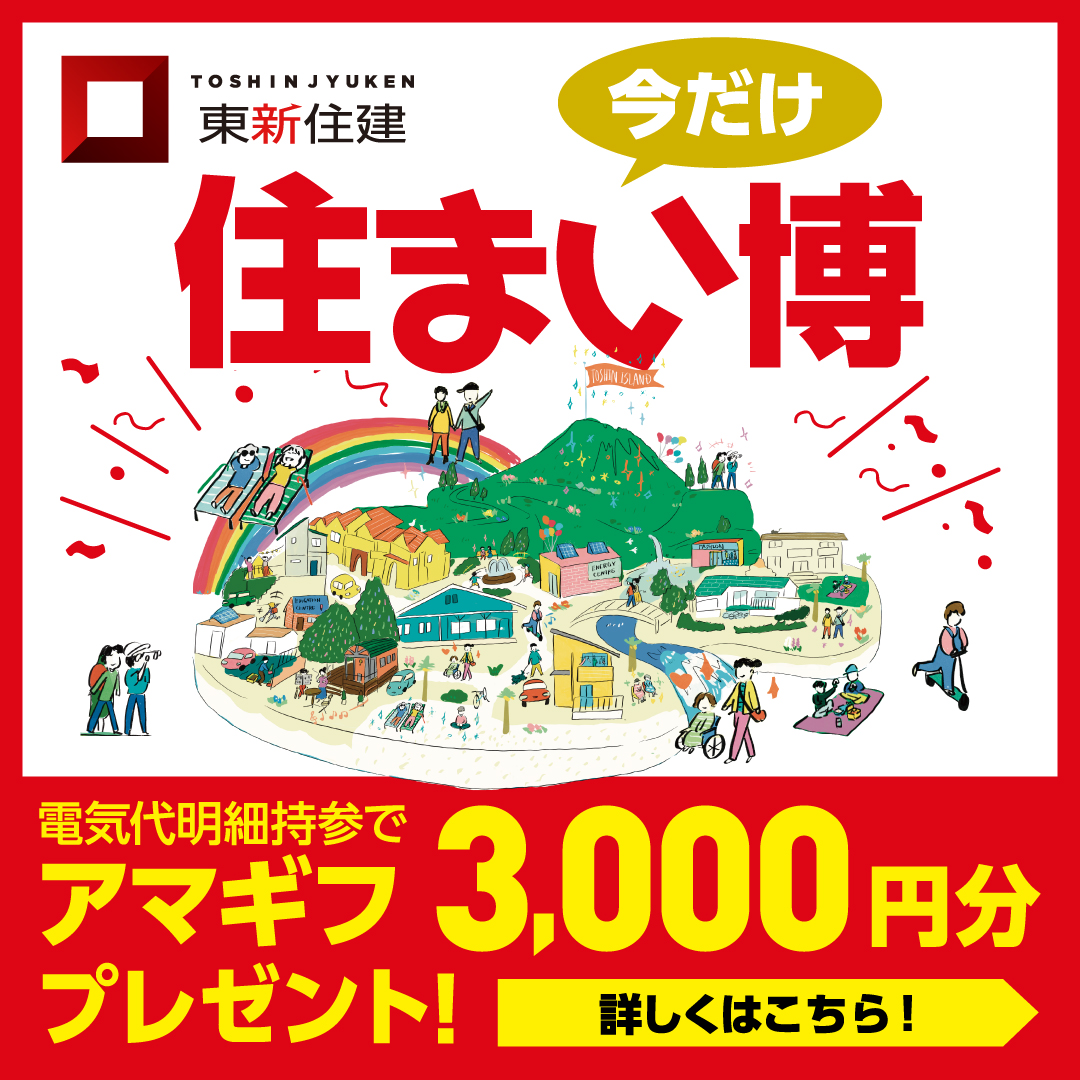 TOSHIN JYUKEN
東新住建
今だけ
住まい博
TOSHIN ISLAND
ENERGY
CENTRE
電気代明細持参で
アマギフ 3,000円分
プレゼント!
詳しくはこちら!